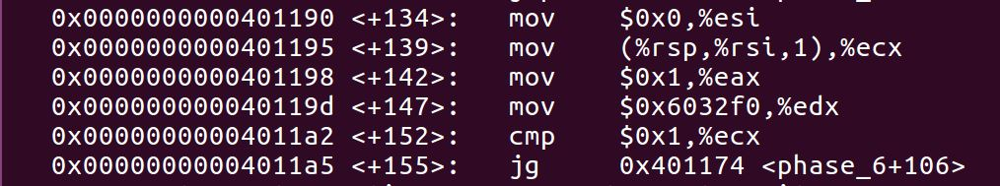 0x0000000000401190 <+134>: mov $0x0,%esi
0x0000000000401195 <+139>: mov (%rsp,%rsi,1),%ecx
0x0000000000401198 <+142>: mov $0x1,%eax
0x000000000040119d <+147>: mov $0x6032f0,%edx
0x00000000004011a2 <+152>: cmp $0x1,%ecx
0x00000000004011a5 <+155>: jg 0x401174 <phase_6+106>